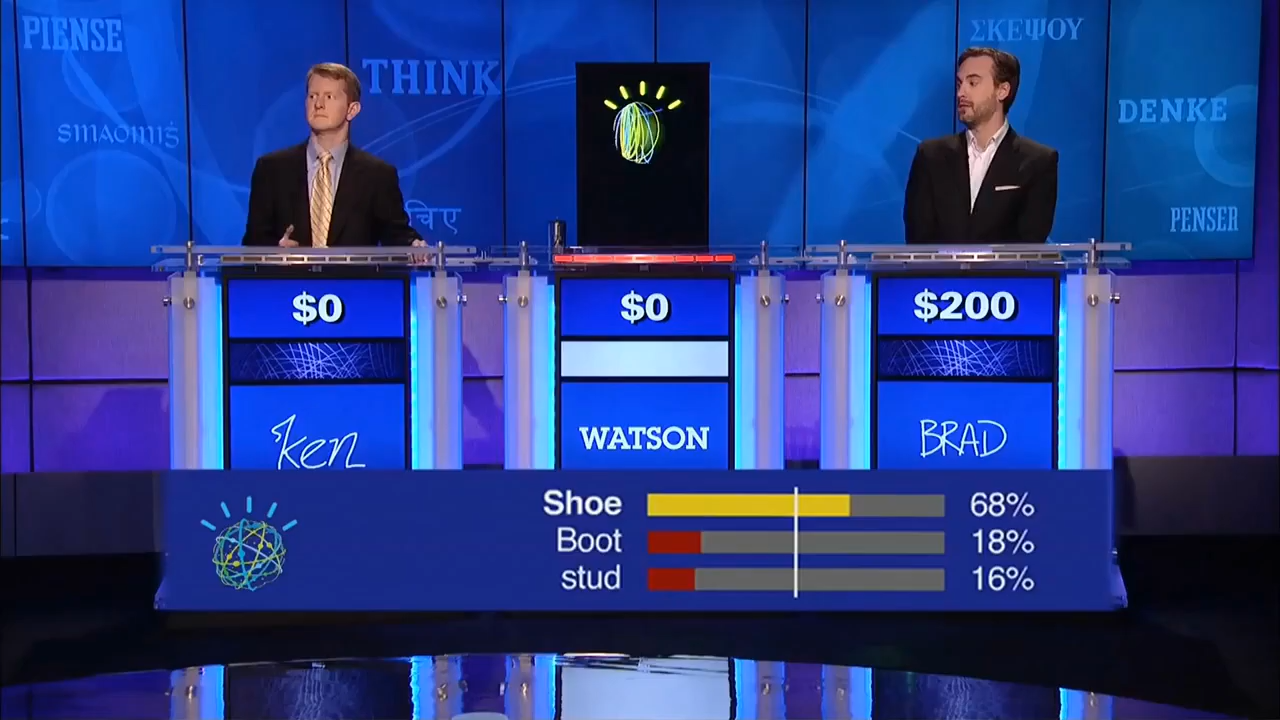 PIENSE
THINK
ΣΚΕΨΟΥ
DENKE
PENSER
$0
$0
$200
Ken
WATSON
BRAD
Shoe 68%
Boot 18%
stud 16%